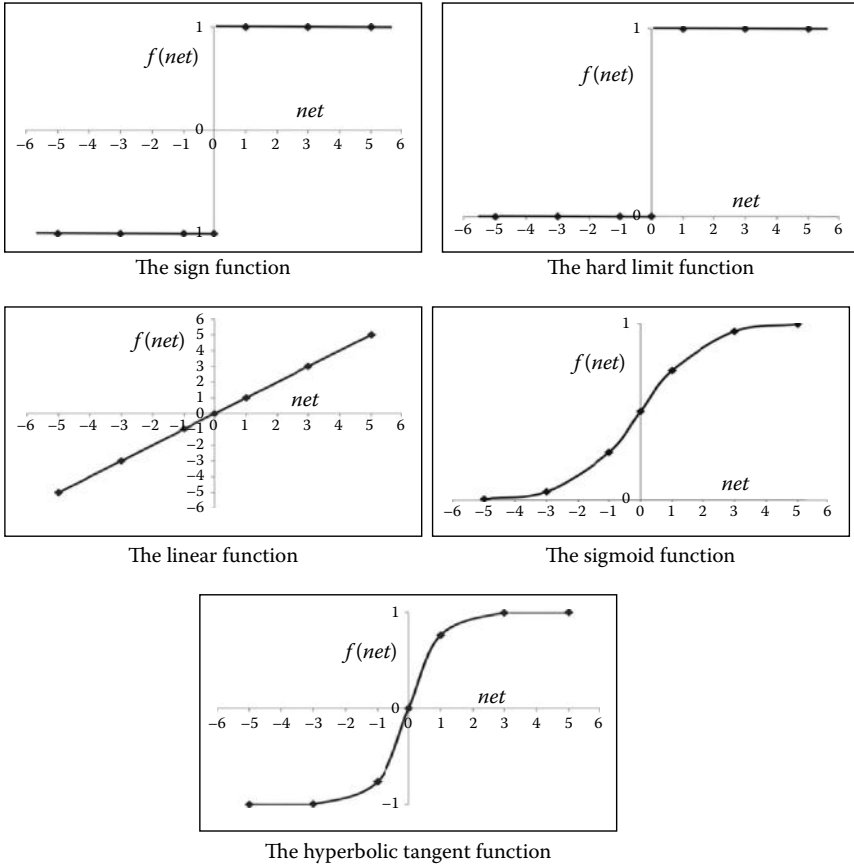 1
f(net)
net
0
–6 –5 –4 –3 –2 –1 0 1 2 3 4 5 6
1
The sign function
1
f(net)
net
0
–6 –5 –4 –3 –2 –1 0 1 2 3 4 5 6
The hard limit function
6
5
4
3
2
1
0
–1
–2
–3
–4
–5
–6
f(net)
net
–6 –5 –4 –3 –2 –1 0 1 2 3 4 5 6
The linear function
1
f(net)
net
0
–6 –5 –4 –3 –2 –1 0 1 2 3 4 5 6
The sigmoid function
1
f(net)
net
0
–6 –5 –4 –3 –2 –1 0 1 2 3 4 5 6
–1
The hyperbolic tangent function